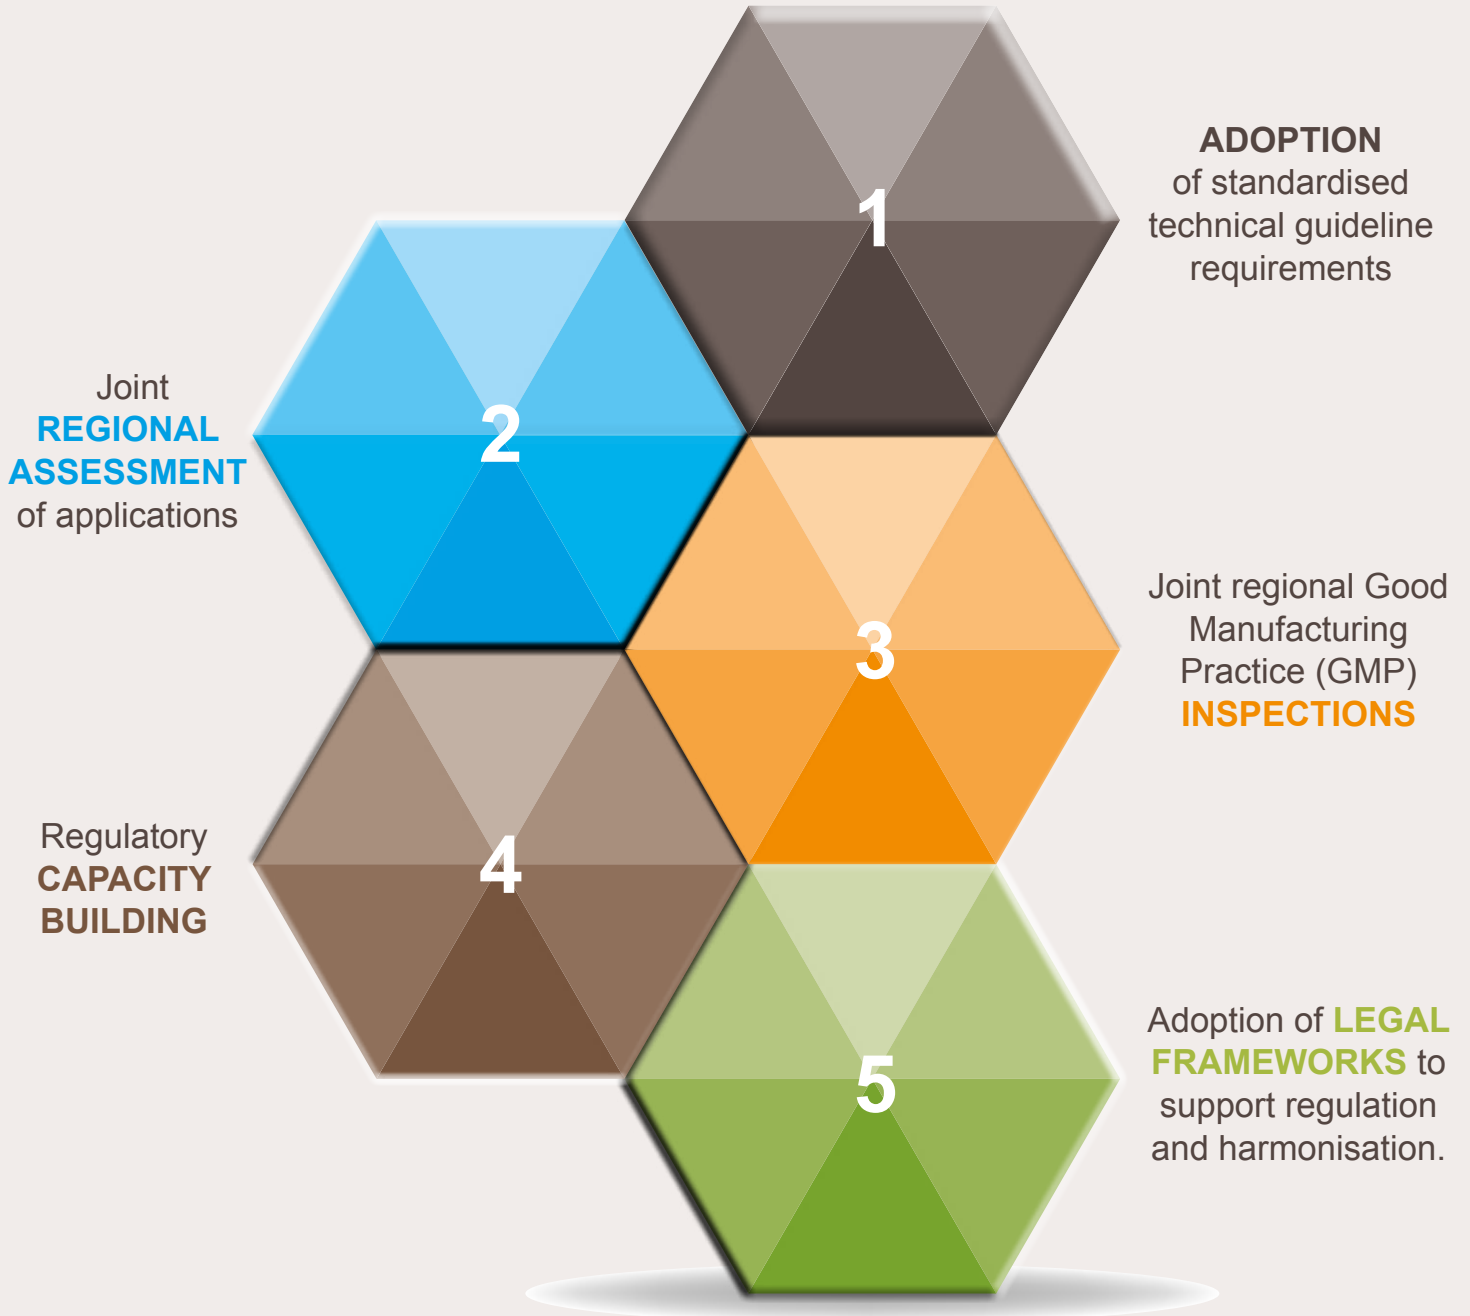 1
ADOPTION
of standardised
technical guideline
requirements
2
Joint
REGIONAL
ASSESSMENT
of applications
3
Joint regional Good
Manufacturing
Practice (GMP)
INSPECTIONS
4
Regulatory
CAPACITY
BUILDING
5
Adoption of LEGAL
FRAMEWORKS to
support regulation
and harmonisation.